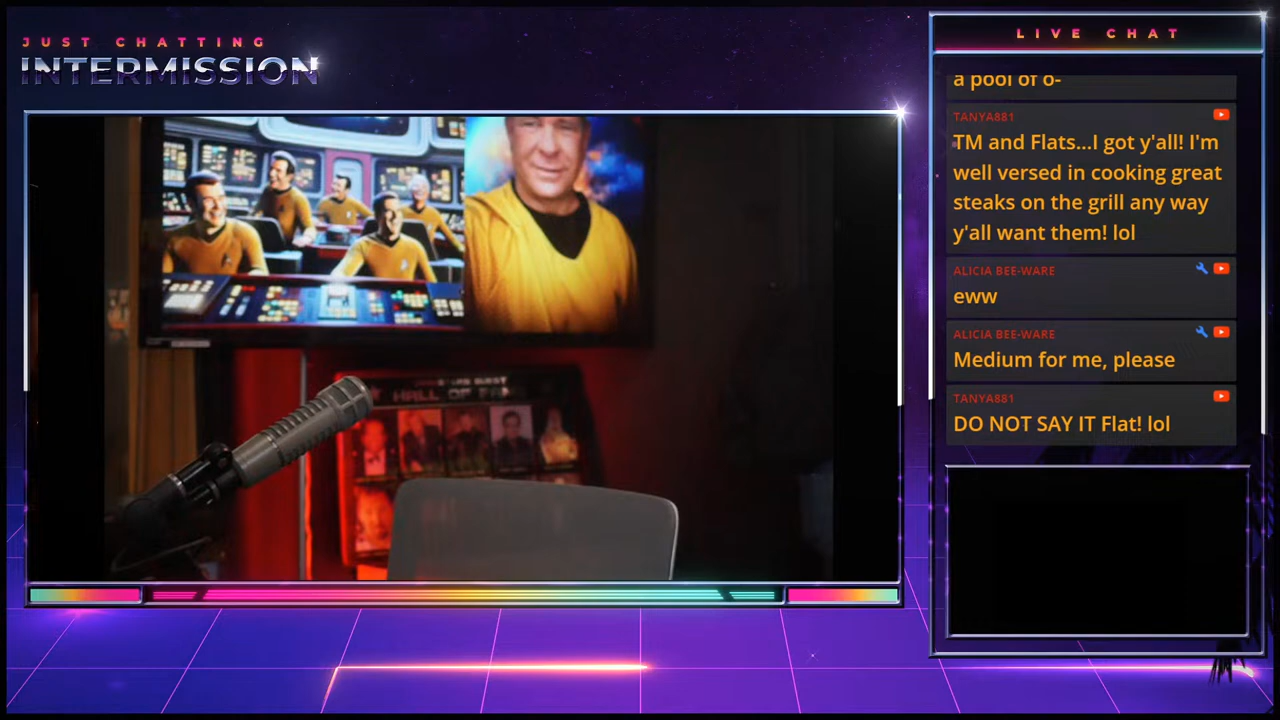 JUST CHATTING
INTERMISSION
LIVE CHAT
a pool of o-
TANYA881
TM and Flats...I got y'all! I'm
well versed in cooking great
steaks on the grill any way
y'all want them! lol
ALICIA BEE-WARE
eww
ALICIA BEE-WARE
Medium for me, please
TANYA881
DO NOT SAY IT Flat! lol
HALL OF FAME